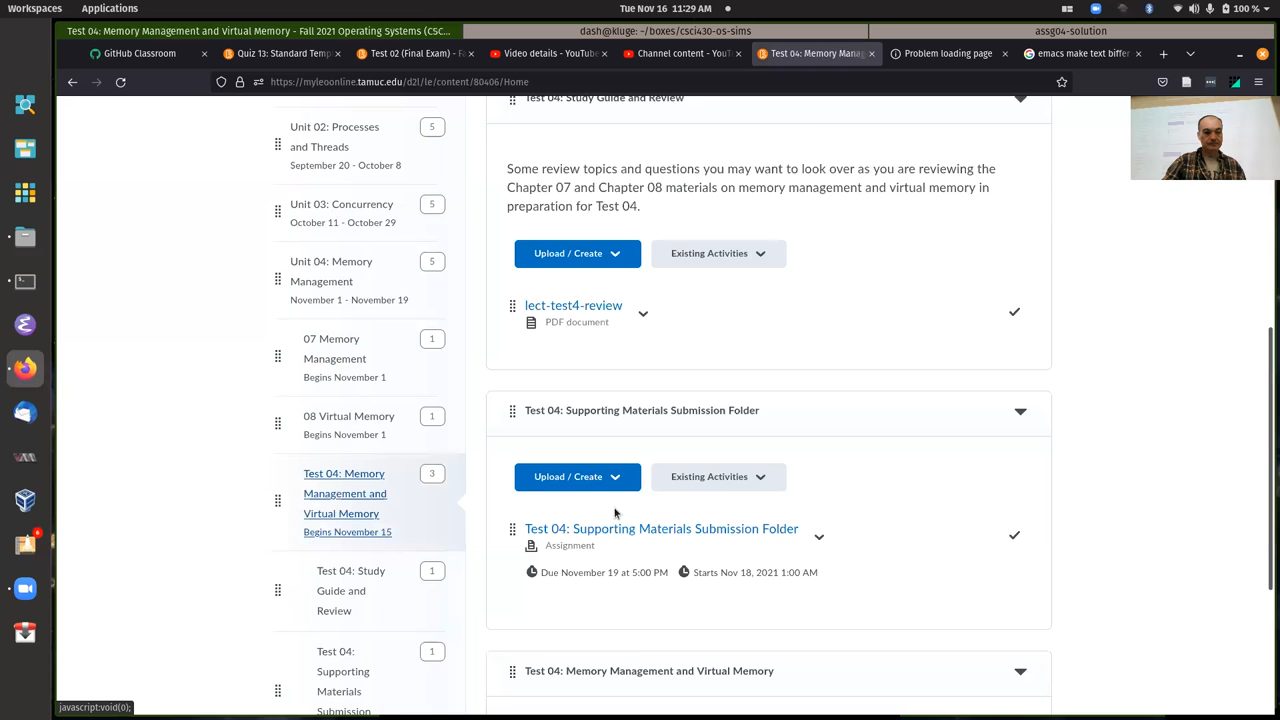 Workspaces
Applications
Tue Nov 16 11:29 AM
100 %
Test 04: Memory Management and Virtual Memory - Fall 2021 Operating Systems (CSC...
dash@kluge: ~/boxes/csci430-os-sims
assg04-solution
GitHub Classroom
Quiz 13: Standard Temp
Test 02 (Final Exam) - Fa
Video details - YouTube
Channel content - YouTu
Test 04: Memory Manag
Problem loading page
emacs make text differ
https://myleoonline.tamuc.edu/d2l/le/content/80406/Home
Unit 02: Processes
and Threads
September 20 - October 8
5
Unit 03: Concurrency
October 11 - October 29
5
Unit 04: Memory
Management
November 1 - November 19
5
07 Memory
Management
Begins November 1
1
08 Virtual Memory
Begins November 1
1
Test 04: Memory
Management and
Virtual Memory
Begins November 15
3
Test 04: Study
Guide and
Review
1
Test 04:
Supporting
Materials
Submission
1
Test 04: Study Guide and Review
Some review topics and questions you may want to look over as you are reviewing the
Chapter 07 and Chapter 08 materials on memory management and virtual memory in
preparation for Test 04.
Upload / Create
Existing Activities
lect-test4-review
PDF document
Test 04: Supporting Materials Submission Folder
Upload / Create
Existing Activities
Test 04: Supporting Materials Submission Folder
Assignment
Due November 19 at 5:00 PM
Starts Nov 18, 2021 1:00 AM
Test 04: Memory Management and Virtual Memory
javascript:void(0);